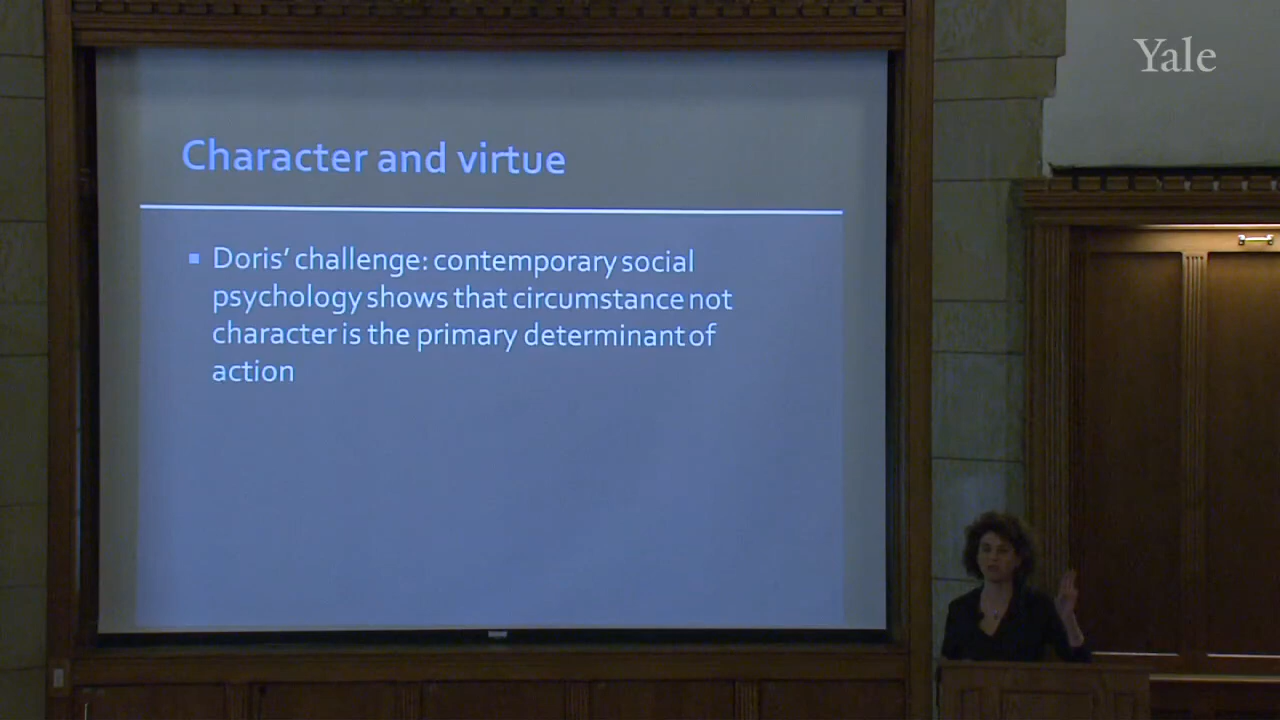 Yale
Character and virtue
Doris' challenge: contemporary social
psychology shows that circumstance not
character is the primary determinant of
action